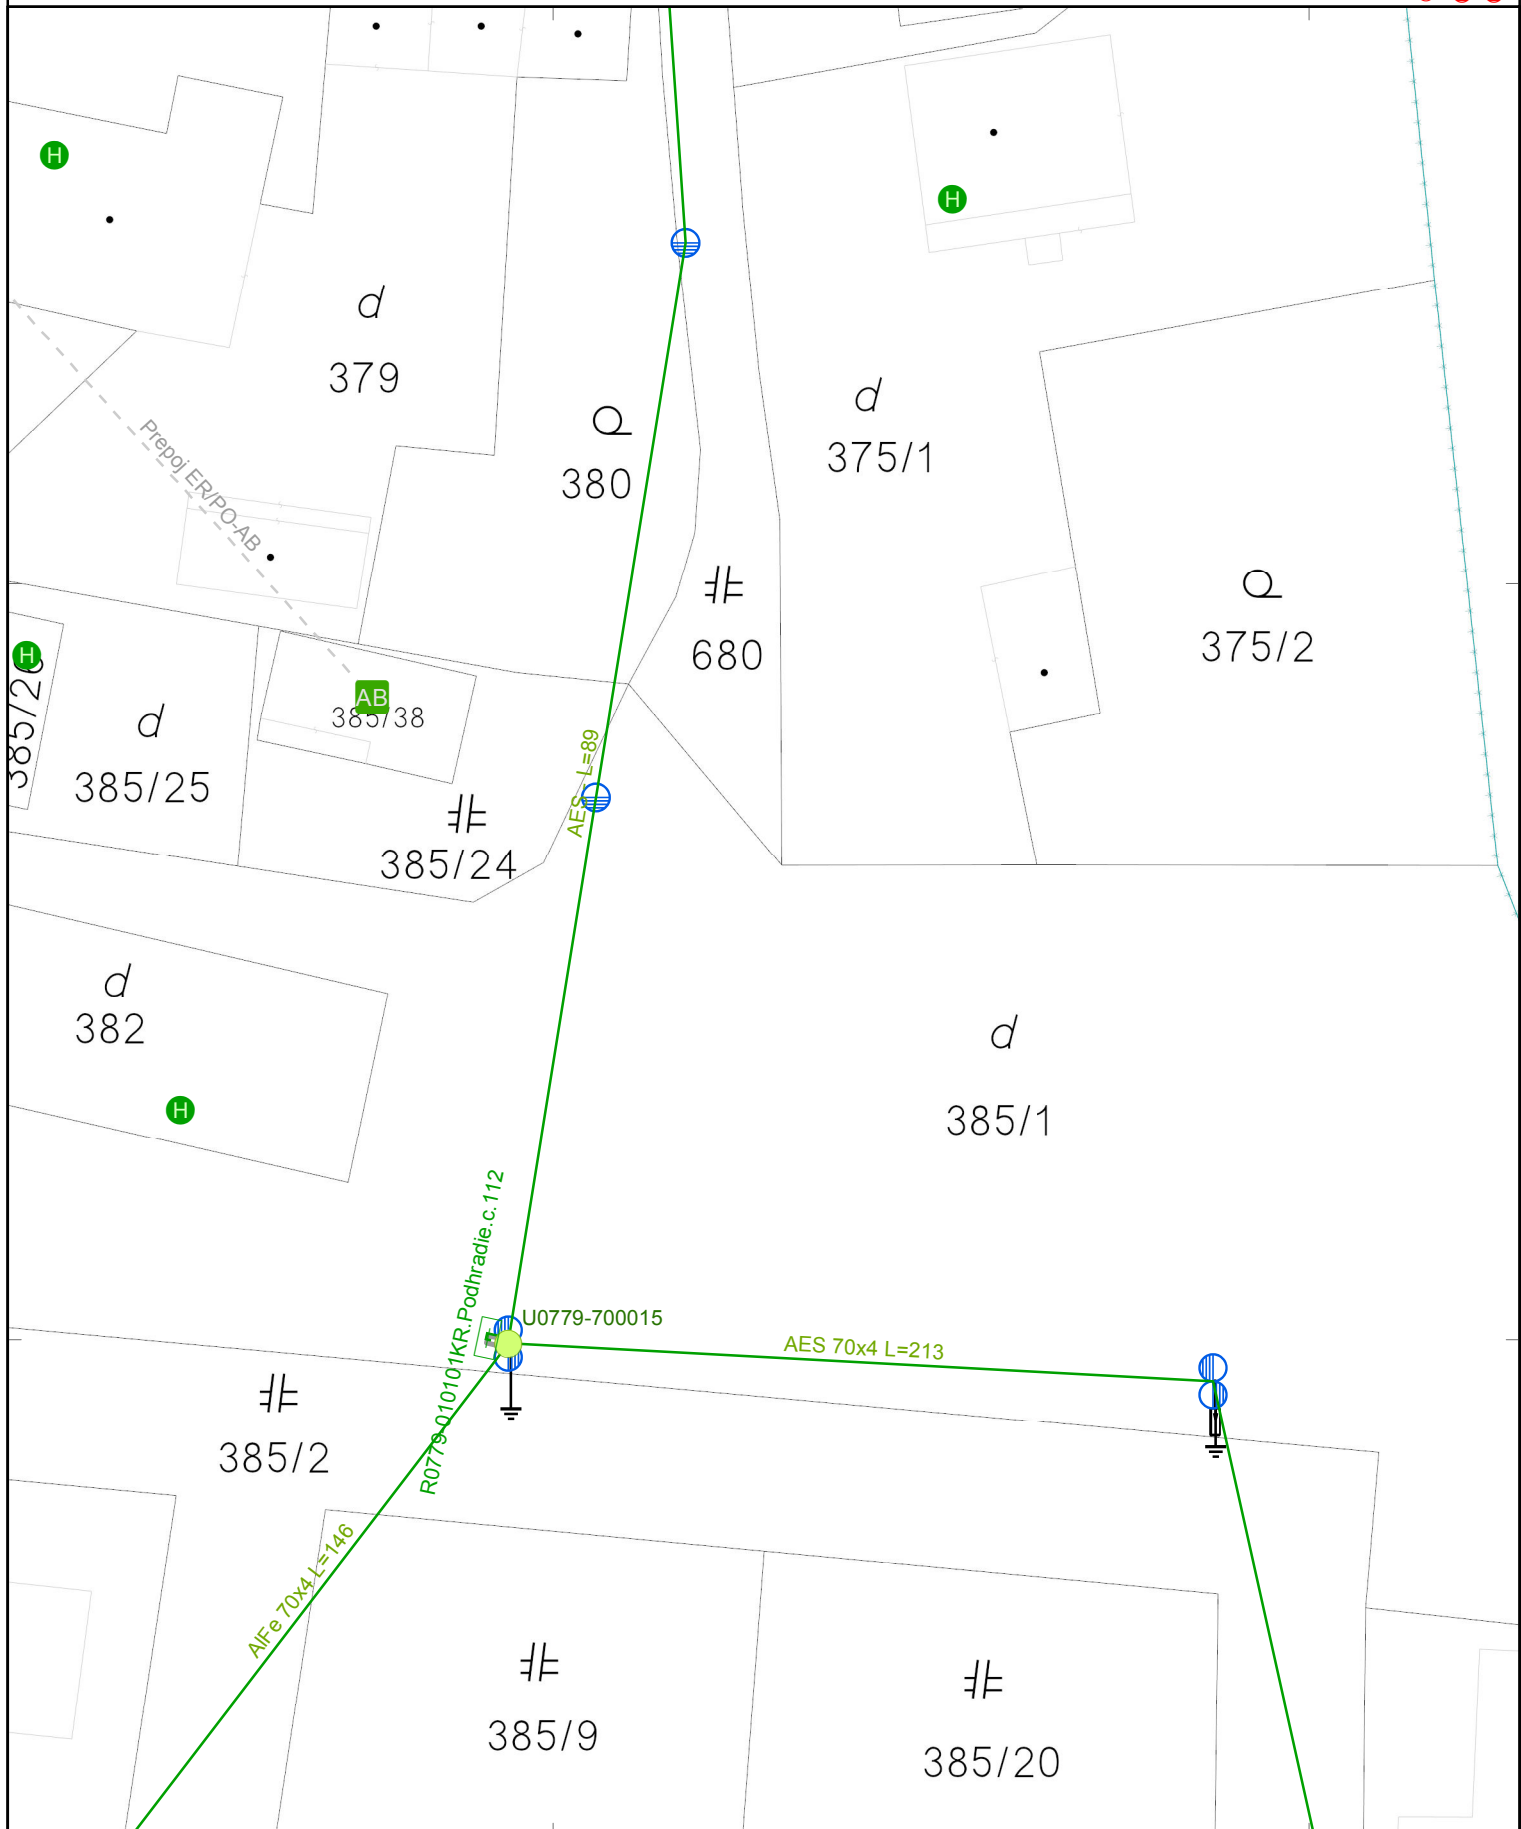 H
H
d
379
d
375/1
Prepoj ER/PO-AB
380
680
375/2
H
385/26
AB
385/38
d
385/25
AES- L=89
385/24
d
382
d
385/1
H
R0779-010101KR.Podhradie.c.112
U0779-700015
AES 70x4 L=213
385/2
AlFe 70x4 L=146
385/9
385/20